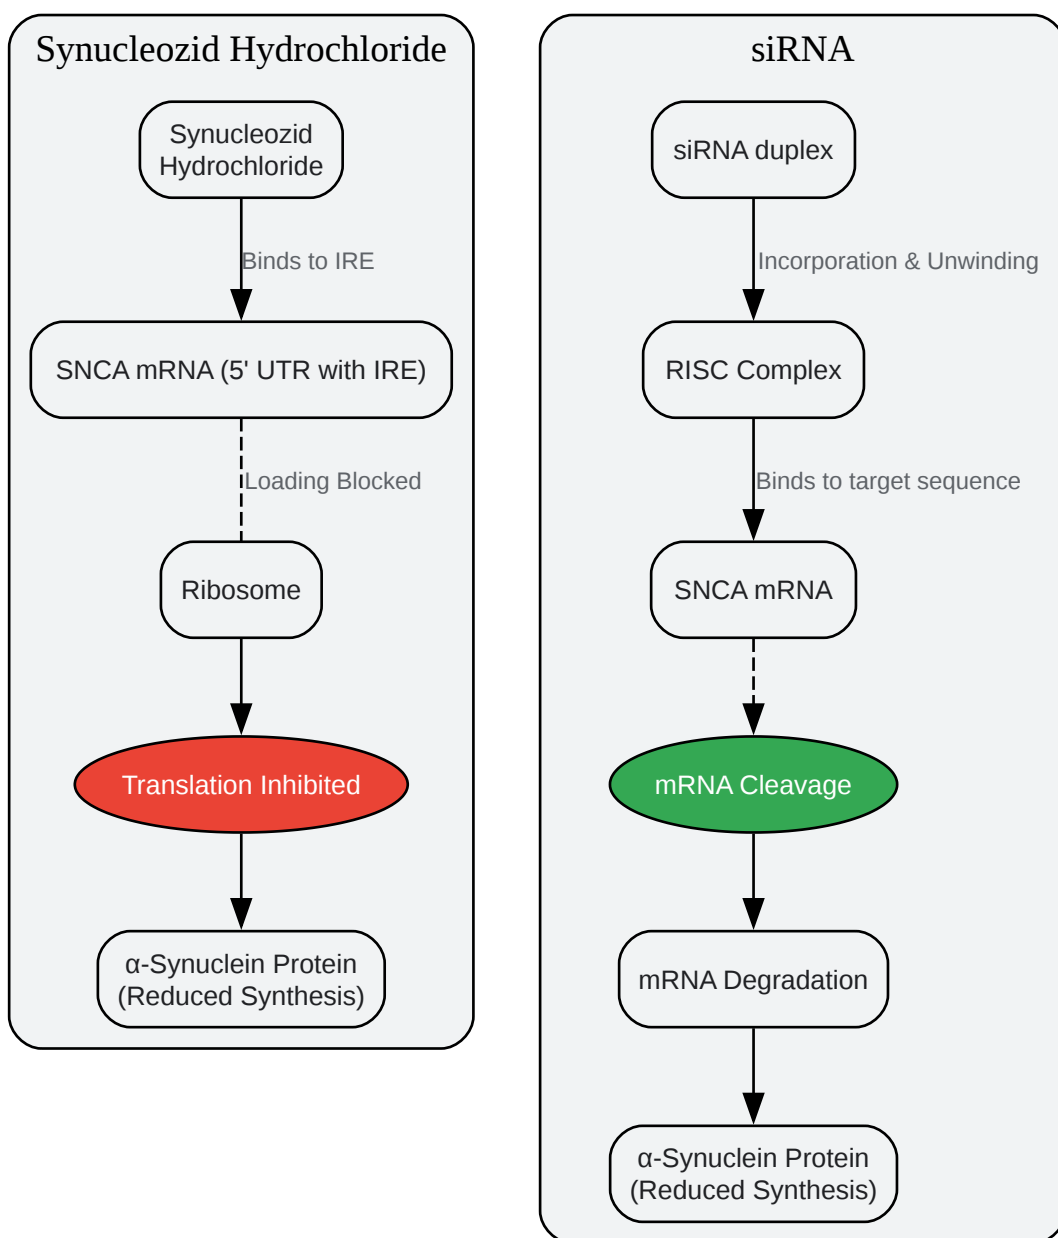 Synucleozid Hydrochloride
Synucleozid
Hydrochloride
Binds to IRE
SNCA mRNA (5' UTR with IRE)
Loading Blocked
Ribosome
Translation Inhibited
α-Synuclein Protein
(Reduced Synthesis)
siRNA
siRNA duplex
Incorporation & Unwinding
RISC Complex
Binds to target sequence
SNCA mRNA
mRNA Cleavage
mRNA Degradation
α-Synuclein Protein
(Reduced Synthesis)